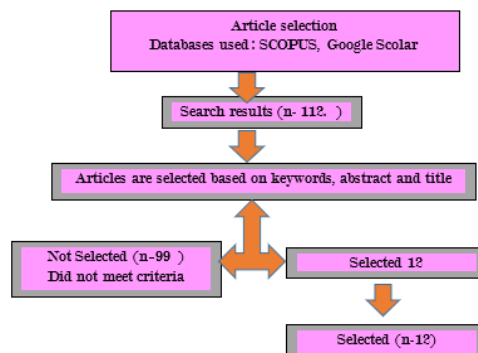 Article selection
Databases used: SCOPUS, Google Scolar
Search results (n- 112. )
Articles are selected based on keywords, abstract and title
Not Selected (n-99 )
Did not meet criteria
Selected 12
Selected (n-12)